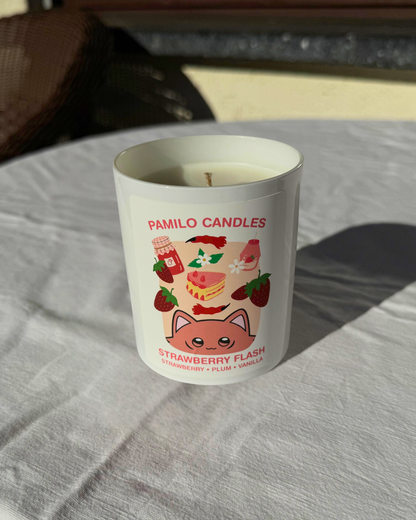 PAMILO CANDLES
STRAWBERRY FLASH
STRAWBERRY • PLUM • VANILLA